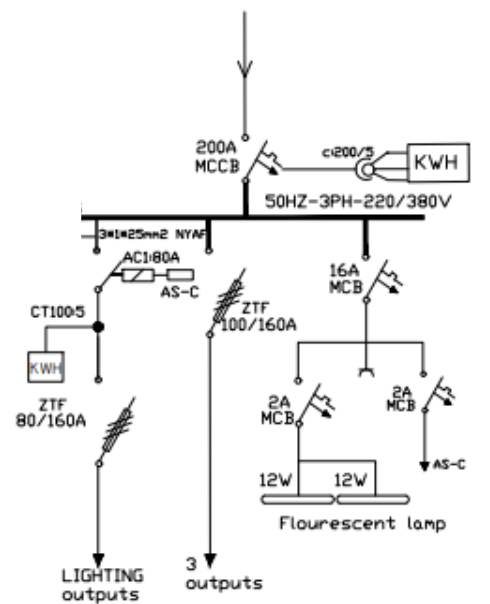 200A
MCCB
ct200/5
KWH
50HZ-3PH-220/380V
3*1*25mm2 NYAF
AC1:80A
AS-C
16A
MCB
CT100:5
ZTF
100/160A
KWH
2A
MCB
2A
MCB
ZTF
80/160A
AS-C
12W
12W
Flourescent lamp
LIGHTING
outputs
3
outputs